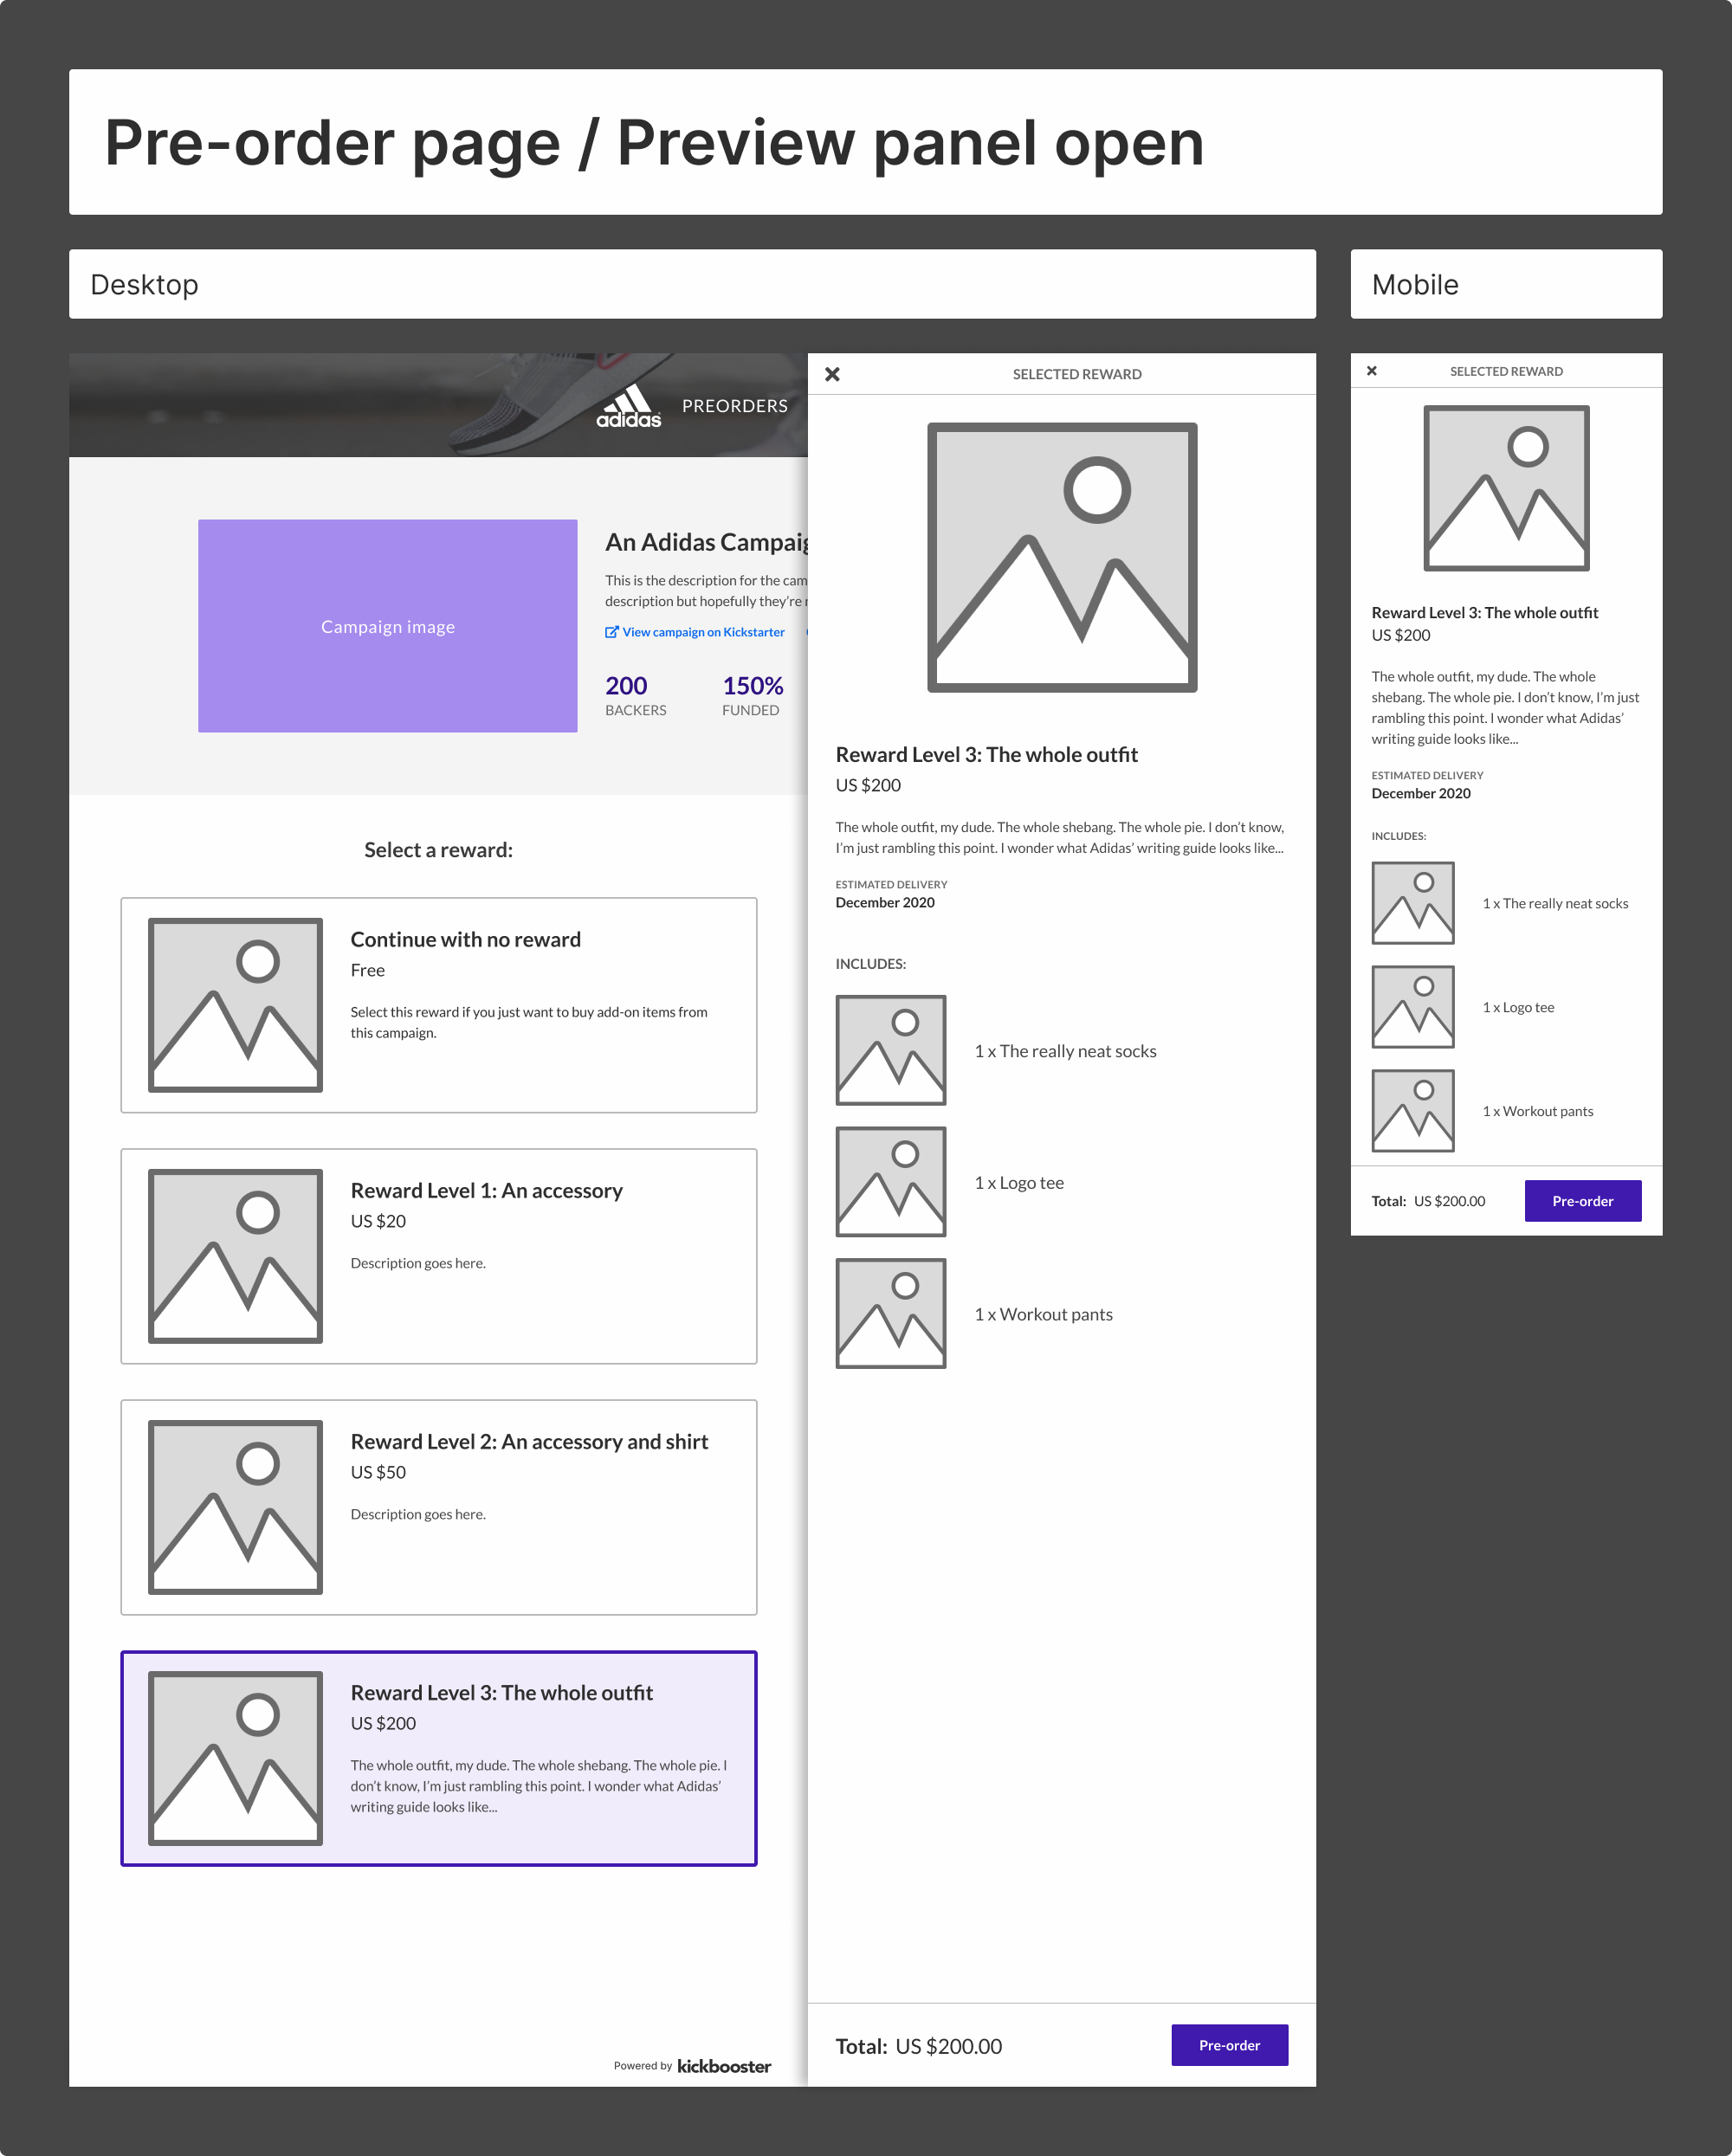 Pre-order page / Preview panel open
Desktop
Mobile
adidas
PREORDERS
Campaign image
An Adidas Campaig
This is the description for the cam
description but hopefully they’re
View campaign on Kickstarter
200
BACKERS
150%
FUNDED
Select a reward:
Continue with no reward
Free
Select this reward if you just want to buy add-on items from
this campaign.
Reward Level 1: An accessory
US $20
Description goes here.
Reward Level 2: An accessory and shirt
US $50
Description goes here.
Reward Level 3: The whole outfit
US $200
The whole outfit, my dude. The whole shebang. The whole pie. I
don’t know, I’m just rambling this point. I wonder what Adidas’
writing guide looks like...
Powered by kickbooster
SELECTED REWARD
Reward Level 3: The whole outfit
US $200
The whole outfit, my dude. The whole shebang. The whole pie. I don’t know,
I’m just rambling this point. I wonder what Adidas’ writing guide looks like...
ESTIMATED DELIVERY
December 2020
INCLUDES:
1 x The really neat socks
1 x Logo tee
1 x Workout pants
Total: US $200.00
Pre-order
SELECTED REWARD
Reward Level 3: The whole outfit
US $200
The whole outfit, my dude. The whole
shebang. The whole pie. I don’t know, I’m just
rambling this point. I wonder what Adidas’
writing guide looks like...
ESTIMATED DELIVERY
December 2020
INCLUDES:
1 x The really neat socks
1 x Logo tee
1 x Workout pants
Total: US $200.00
Pre-order